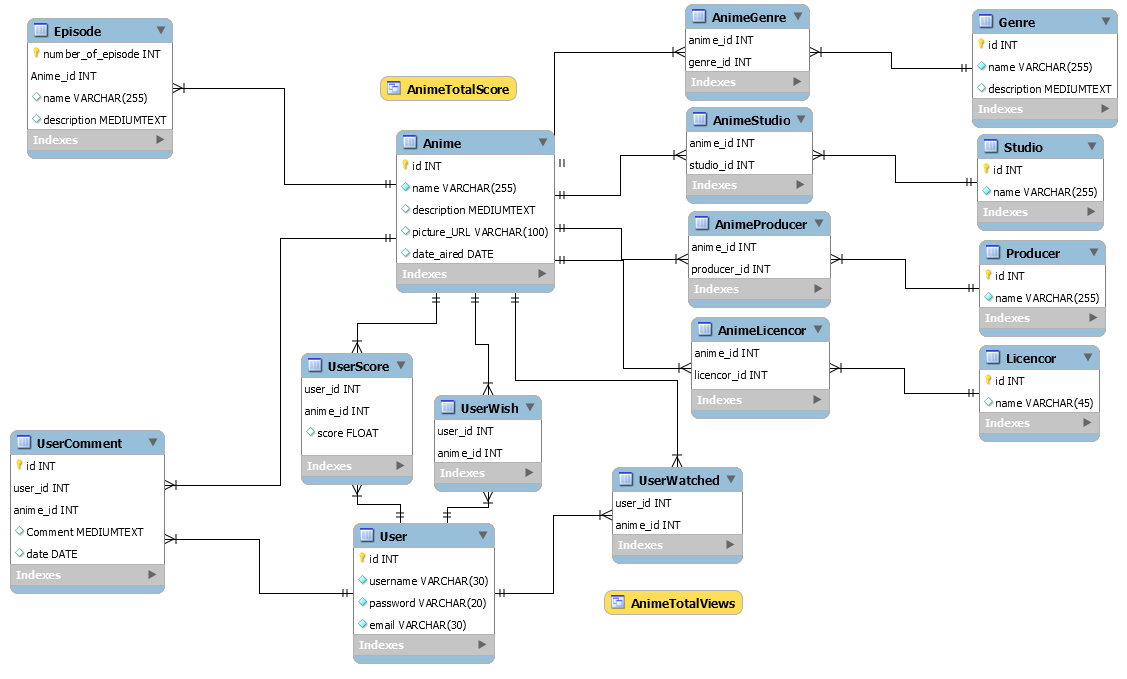 Episode
number_of_episode INT
Anime_id INT
name VARCHAR(255)
description MEDIUMTEXT
Indexes
AnimeTotalScore
Anime
id INT
name VARCHAR(255)
description MEDIUMTEXT
picture_URL VARCHAR(100)
date_aired DATE
Indexes
AnimeGenre
anime_id INT
genre_id INT
Indexes
Genre
id INT
name VARCHAR(255)
description MEDIUMTEXT
Indexes
AnimeStudio
anime_id INT
studio_id INT
Indexes
Studio
id INT
name VARCHAR(255)
Indexes
AnimeProducer
anime_id INT
producer_id INT
Indexes
Producer
id INT
name VARCHAR(255)
Indexes
AnimeLicencor
anime_id INT
licencor_id INT
Indexes
Licencor
id INT
name VARCHAR(45)
Indexes
UserScore
user_id INT
anime_id INT
score FLOAT
Indexes
UserWish
user_id INT
anime_id INT
Indexes
UserComment
id INT
user_id INT
anime_id INT
Comment MEDIUMTEXT
date DATE
Indexes
User
id INT
username VARCHAR(30)
password VARCHAR(20)
email VARCHAR(30)
Indexes
UserWatched
user_id INT
anime_id INT
Indexes
AnimeTotalViews